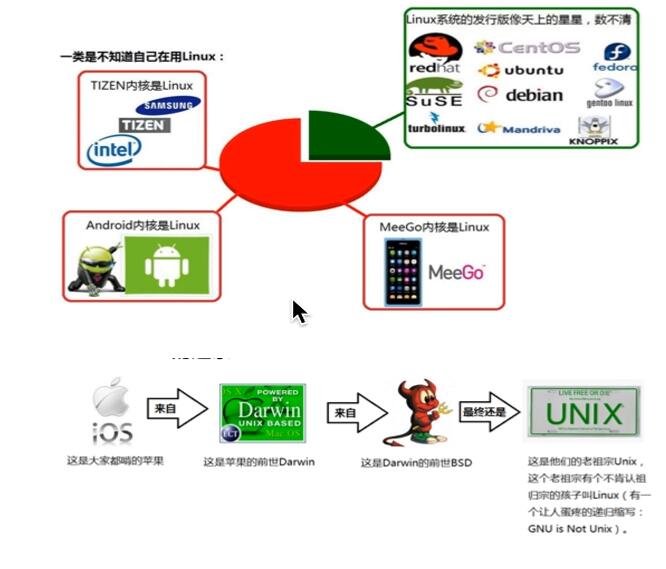 Linux系统的发行版像天上的星星，数不清
redhat
CentOS
fedora
ubuntu
SuSE
debian
gentoo linux
turbolinux
Mandriva
KNOPPIX
一类是不知道自己在用Linux：
TIZEN内核是Linux
SAMSUNG
TIZEN
intel
Android内核是Linux
MeeGo内核是Linux
MeeGo
iOS
这是大家都啃的苹果
来自
OS X
POWERED
BY
Darwin
UNIX BASED
Mac OS
这是苹果的前世Darwin
来自
这是Darwin的前世BSD
最终还是
LIVE FREE OR DIE
UNIX
这是他们的老祖宗Unix，
这个老祖宗有个不肯认祖
归宗的孩子叫Linux（有一
个让人蛋疼的递归缩写：
GNU is Not Unix）。